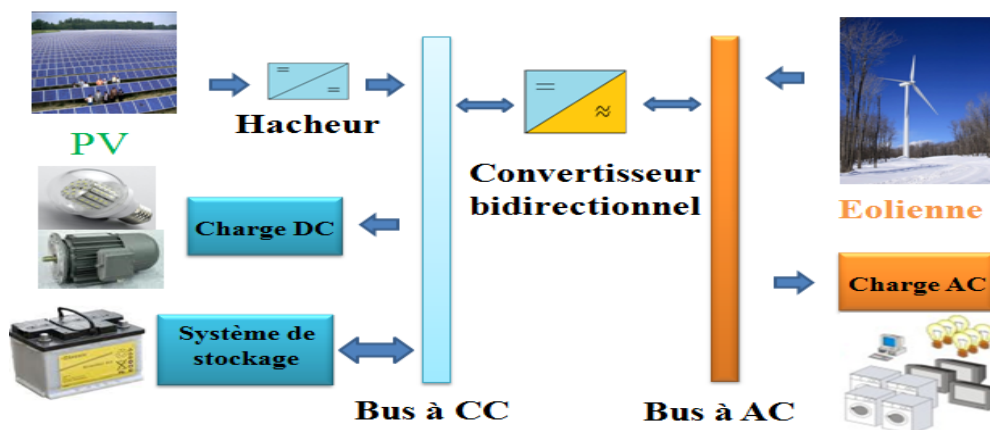 Hacheur
PV
Convertisseur
bidirectionnel
Eolienne
Charge DC
Charge AC
Système de
stockage
Bus à CC
Bus à AC